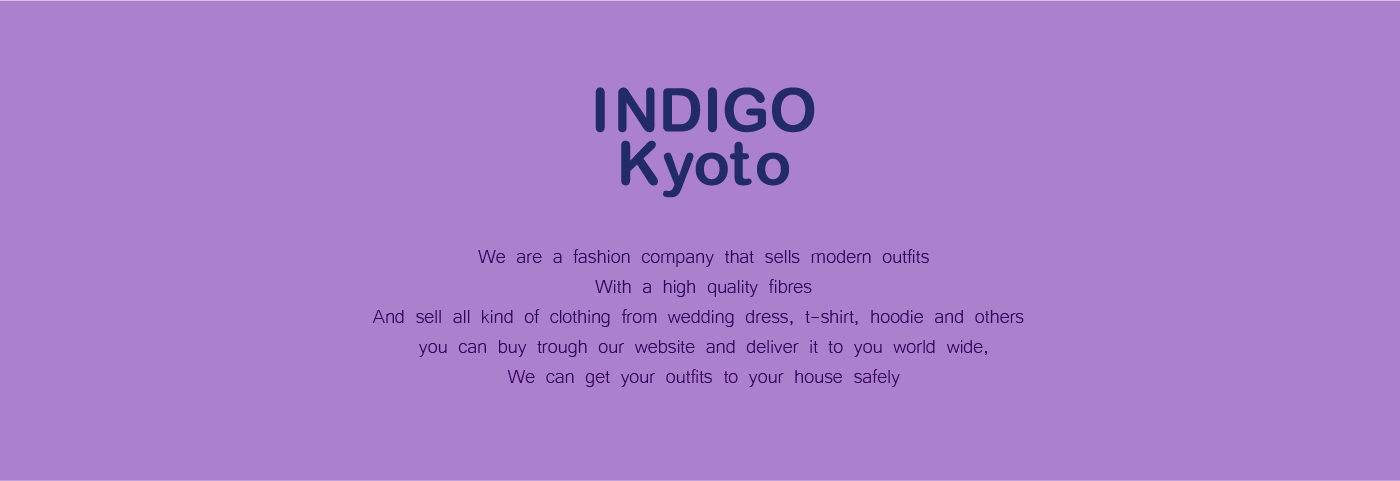 INDIGO
Kyoto
We are a fashion company that sells modern outfits
With a high quality fibres
And sell all kind of clothing from wedding dress, t-shirt, hoodie and others
you can buy trough our website and deliver it to you world wide,
We can get your outfits to your house safely